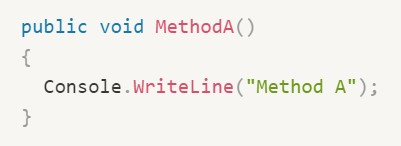 public void MethodA()
{
  Console.WriteLine("Method A");
}